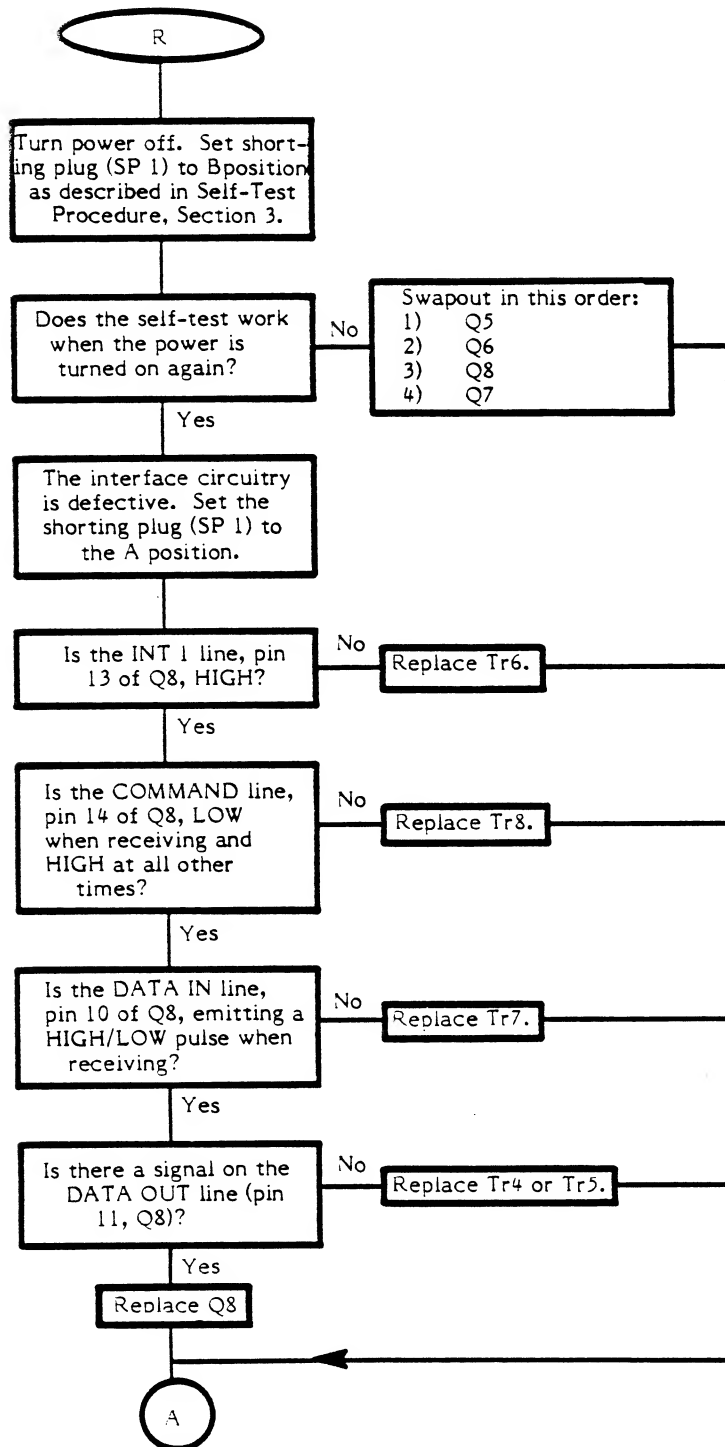 R
Turn power off. Set short-
ing plug (SP 1) to Bposition
as described in Self-Test
Procedure, Section 3.
Does the self-test work
when the power is
turned on again?
No
Swapout in this order:
1) Q5
2) Q6
3) Q8
4) Q7
Yes
The interface circuitry
is defective. Set the
shorting plug (SP 1) to
the A position.
Is the INT 1 line, pin
13 of Q8, HIGH?
No
Replace Tr6.
Yes
Is the COMMAND line,
pin 14 of Q8, LOW
when receiving and
HIGH at all other
times?
No
Replace Tr8.
Yes
Is the DATA IN line,
pin 10 of Q8, emitting a
HIGH/LOW pulse when
receiving?
No
Replace Tr7.
Yes
Is there a signal on the
DATA OUT line (pin
11, Q8)?
No
Replace Tr4 or Tr5.
Yes
Replace Q8
A